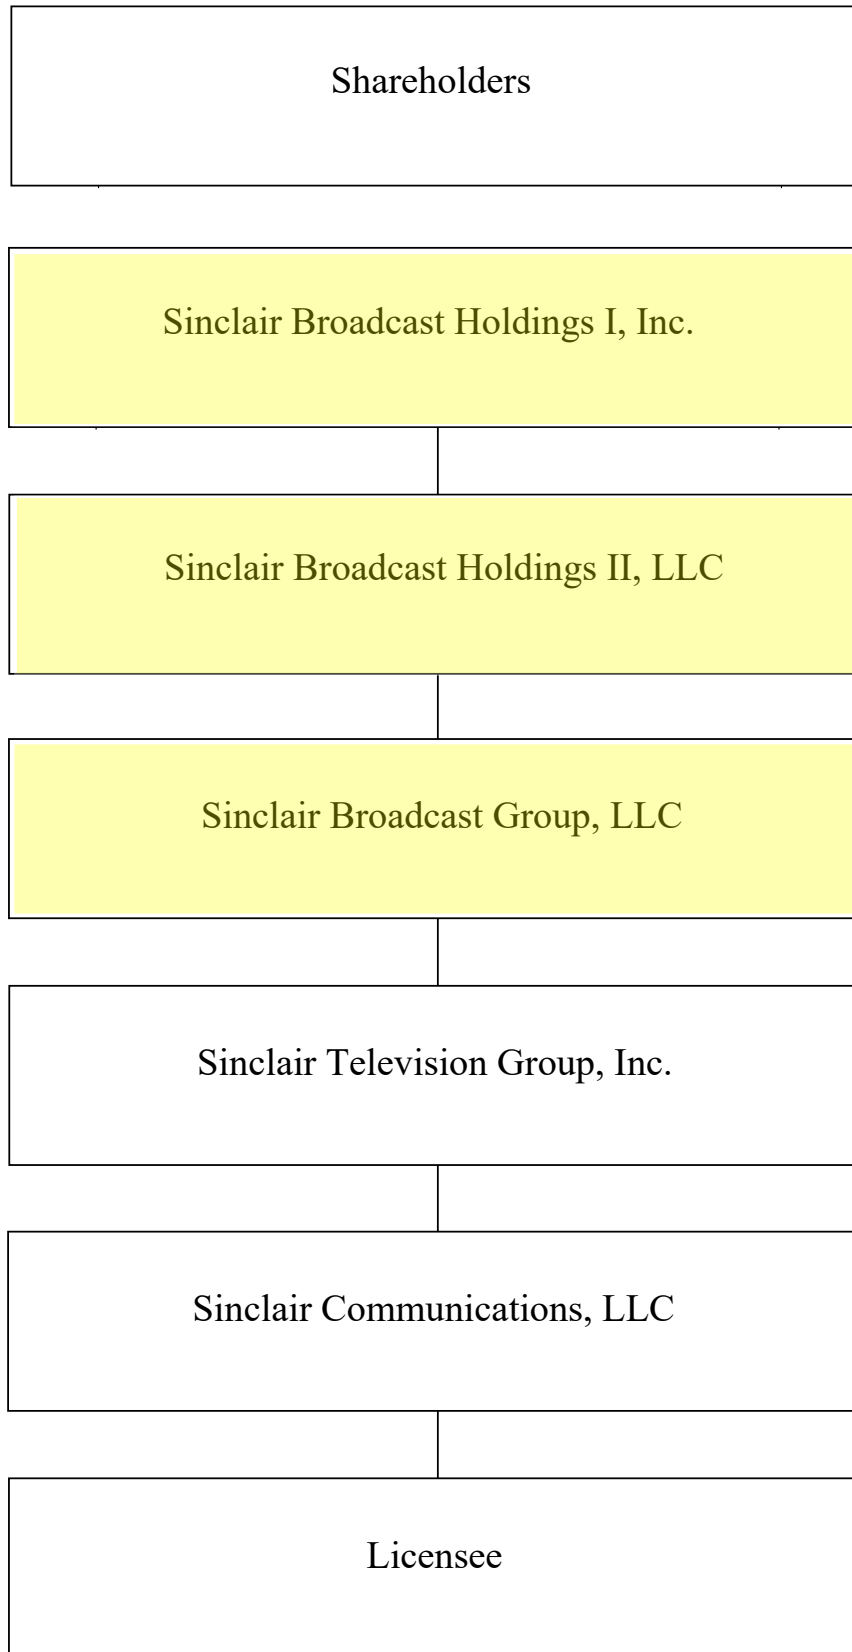 Shareholders
Sinclair Broadcast Holdings I, Inc.
Sinclair Broadcast Holdings II, LLC
Sinclair Broadcast Group, LLC
Sinclair Television Group, Inc.
Sinclair Communications, LLC
Licensee